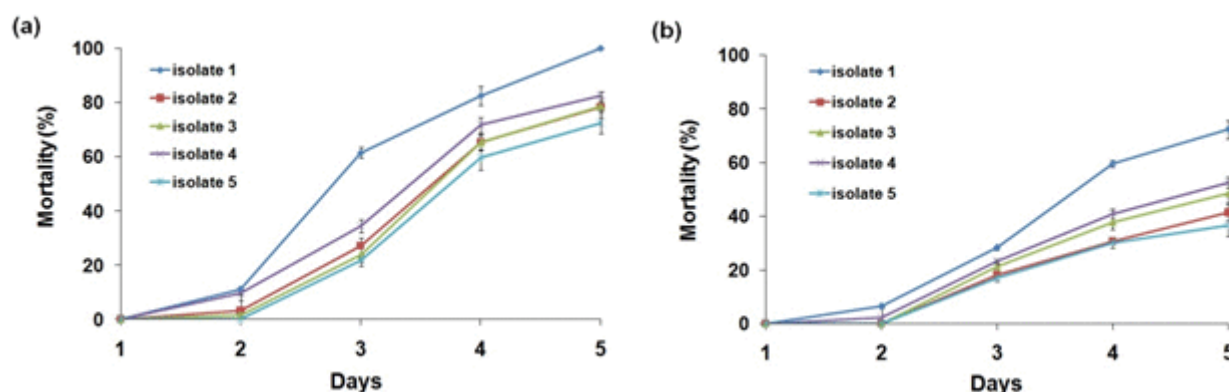 (a)
100
80
60
40
20
0
Mortality (%)
isolate 1
isolate 2
isolate 3
isolate 4
isolate 5
1 2 3 4 5
Days
(b)
100
80
60
40
20
0
Mortality (%)
isolate 1
isolate 2
isolate 3
isolate 4
isolate 5
1 2 3 4 5
Days